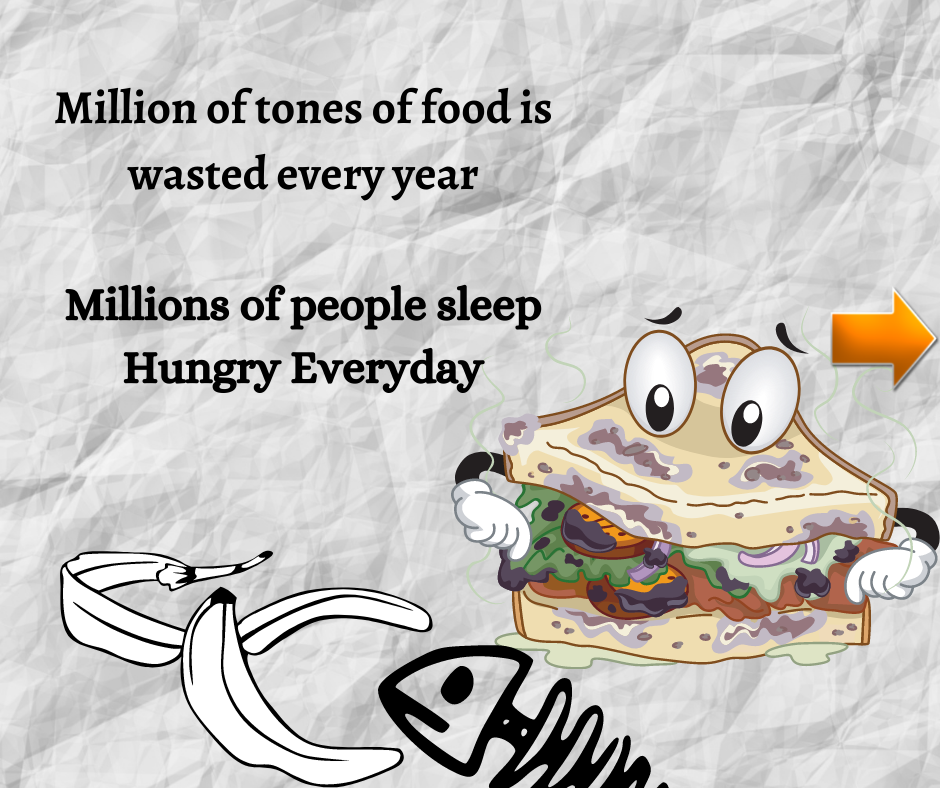 Million of tones of food is
wasted every year
Millions of people sleep
Hungry Everyday